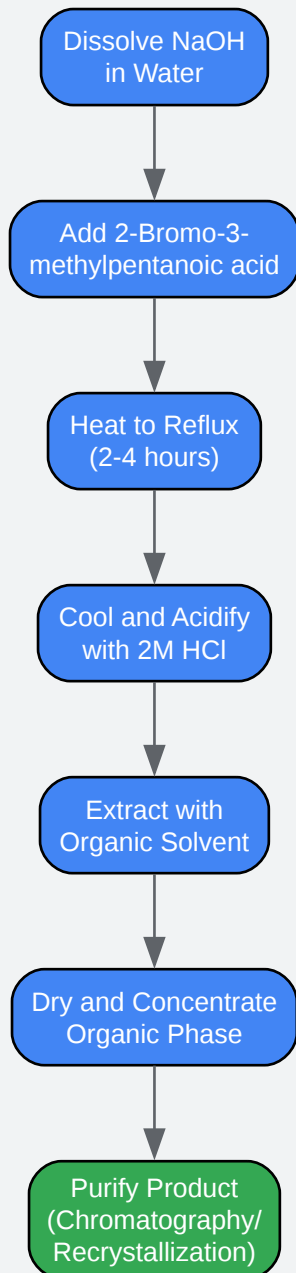 Dissolve NaOH
in Water
Add 2-Bromo-3-
methylpentanoic acid
Heat to Reflux
(2-4 hours)
Cool and Acidify
with 2M HCl
Extract with
Organic Solvent
Dry and Concentrate
Organic Phase
Purify Product
(Chromatography/
Recrystallization)